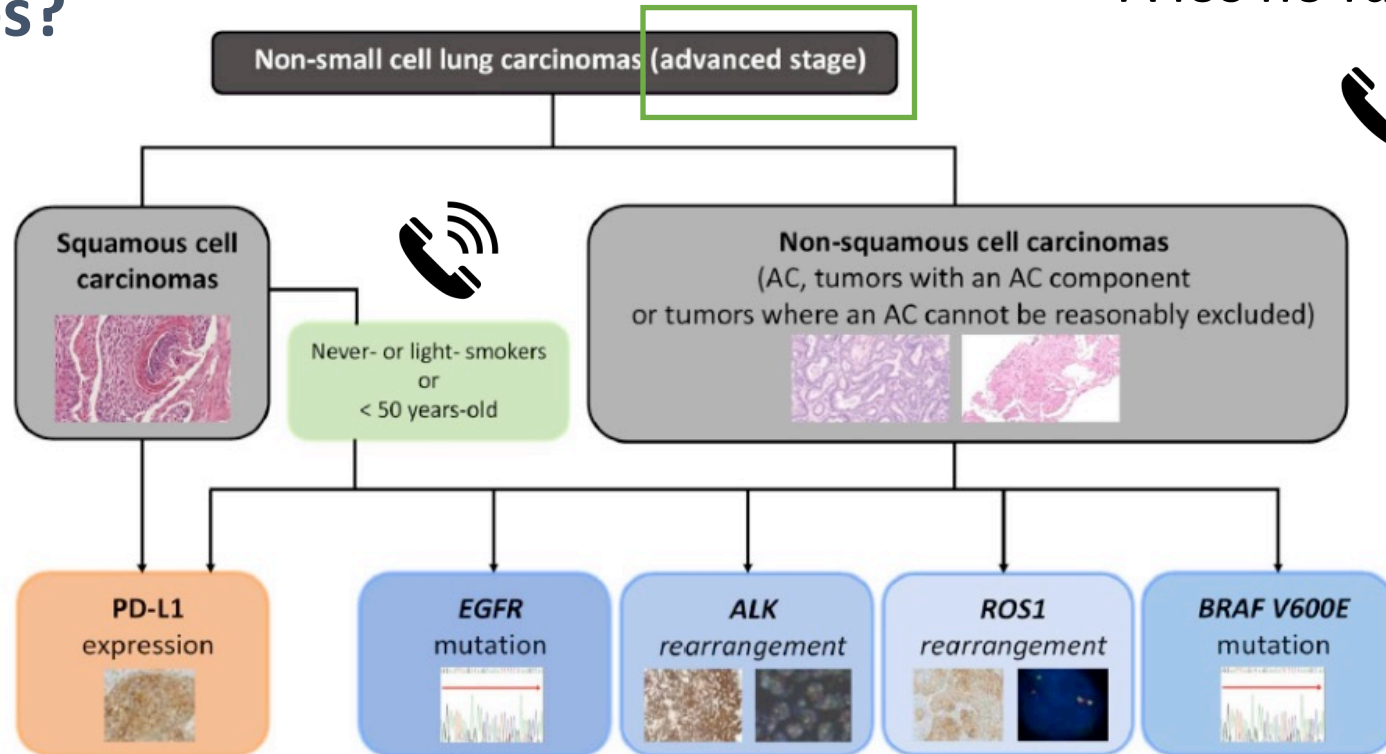 Non-small cell lung carcinomas (advanced stage)
Squamous cell
carcinomas
Non-squamous cell carcinomas
(AC, tumors with an AC component
or tumors where an AC cannot be reasonably excluded)
Never- or light- smokers
or
< 50 years-old
PD-L1
expression
EGFR
mutation
ALK
rearrangement
ROS1
rearrangement
BRAF V600E
mutation